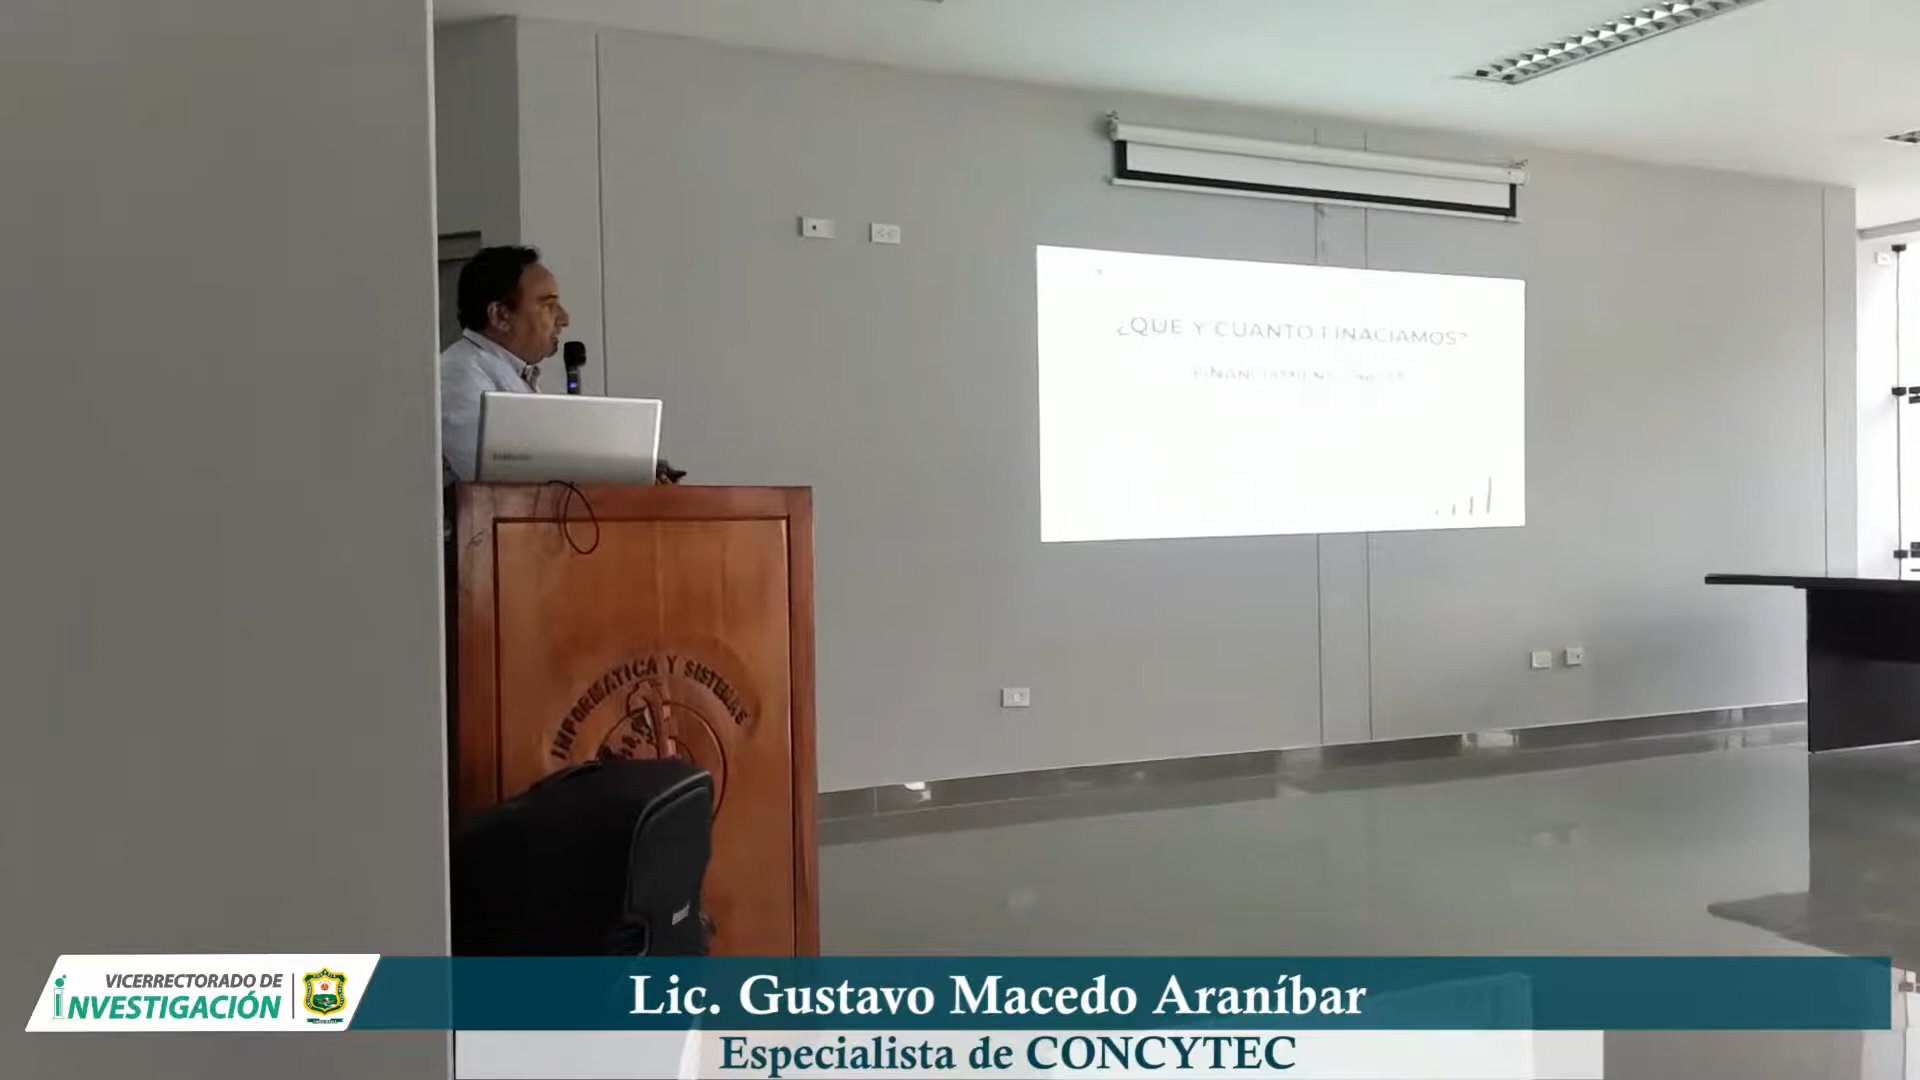 ¿QUE Y CUANTO FINACIAMOS?
INFORMATICA Y SISTEMAS
VICERRECTORADO DE
iNVESTIGACIÓN
Lic. Gustavo Macedo Araníbar
Especialista de CONCYTEC